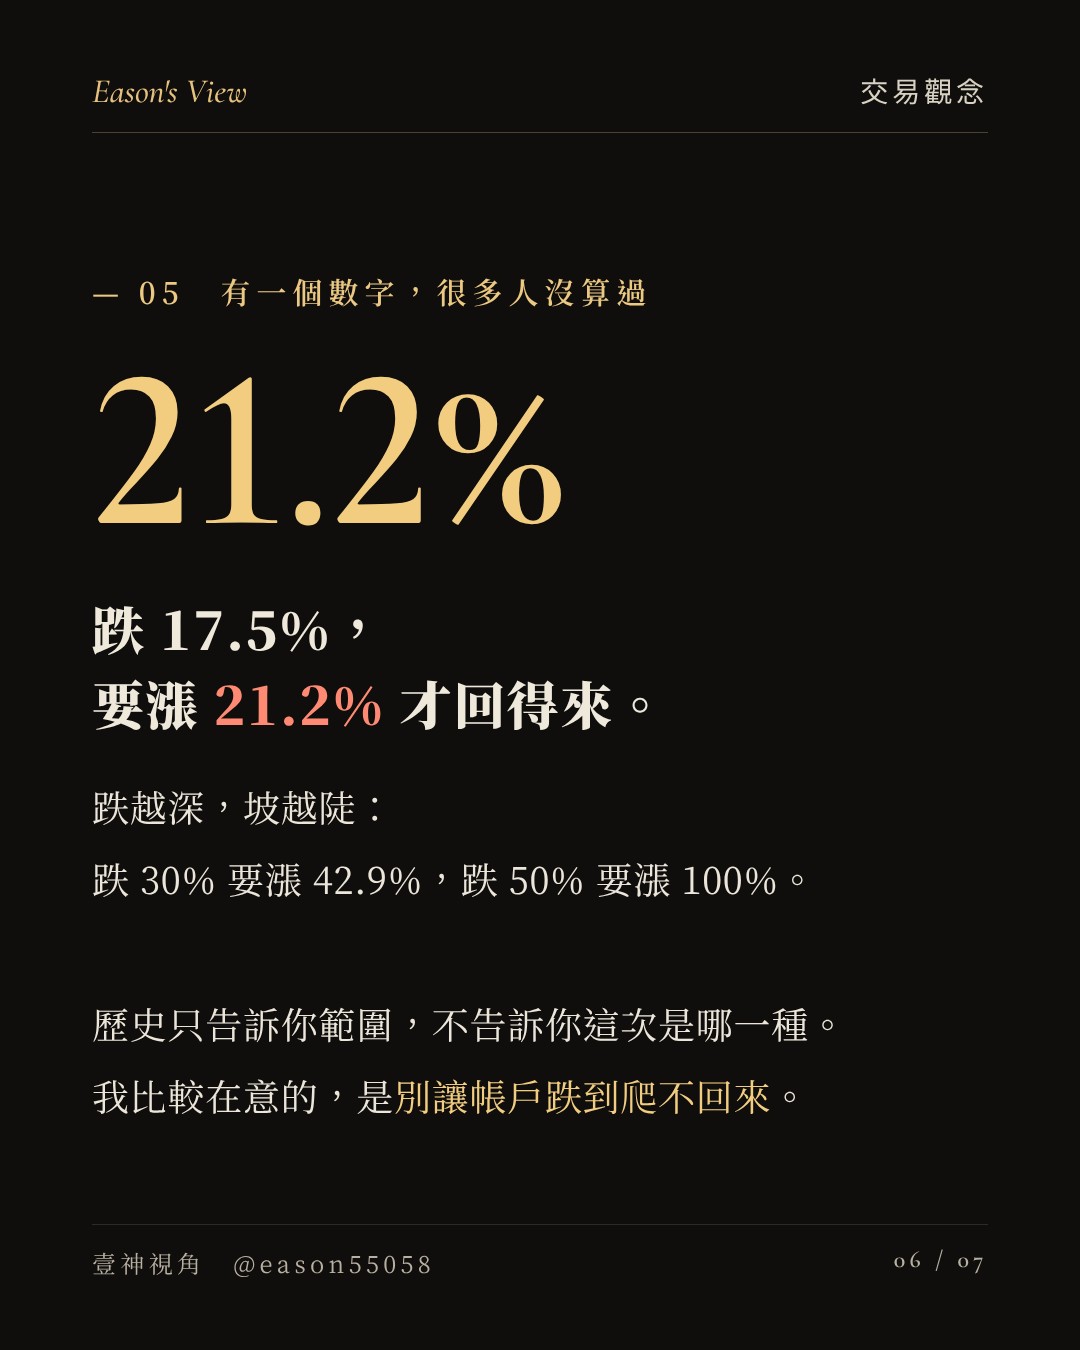 Eason's View
交易觀念
— 05 有一個數字，很多人沒算過
21.2%
跌 17.5%，
要漲 21.2% 才回得來。
跌越深，坡越陡：
跌 30% 要漲 42.9%，跌 50% 要漲 100%。
歷史只告訴你範圍，不告訴你這次是哪一種。
我比較在意的，是別讓帳戶跌到爬不回來。
壹神視角 @eason55058
06 / 07